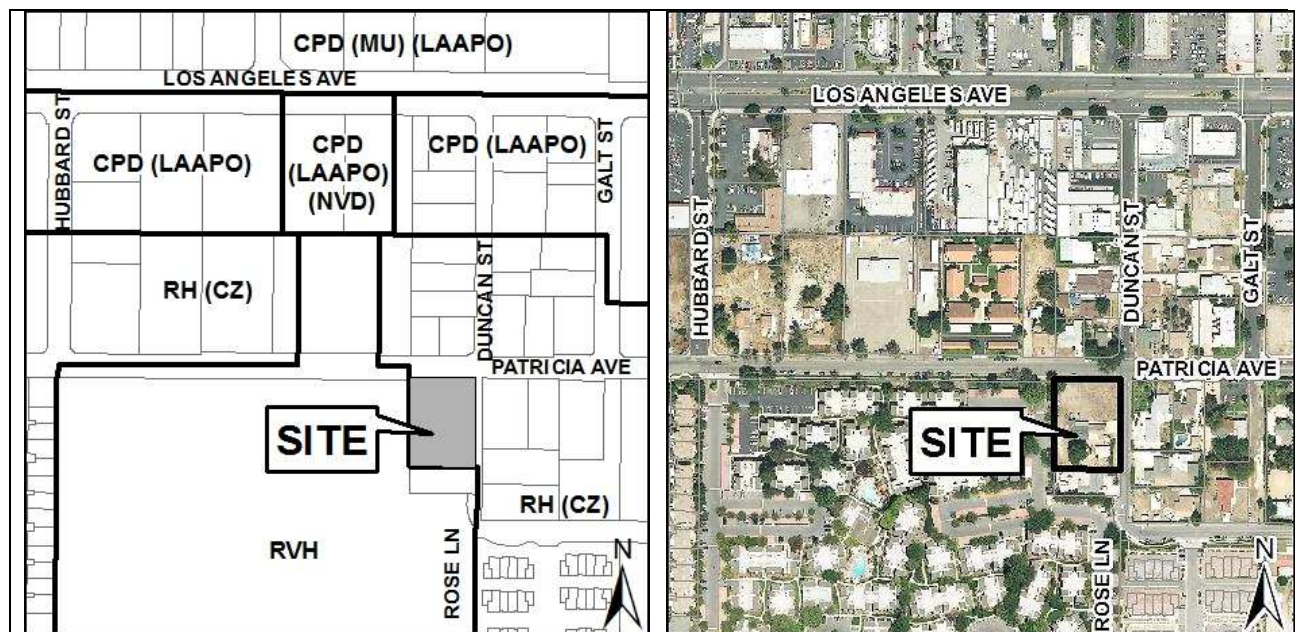 CPD (MU) (LAAPO)
LOS ANGELES AVE
HUBBARD ST
CPD (LAAPO)
CPD
(LAAPO)
(NVD)
CPD (LAAPO)
GALT ST
RH (CZ)
DUNCAN ST
PATRICIA AVE
SITE
RH (CZ)
RVH
ROSE LN
N
LOS ANGELES AVE
HUBBARD ST
DUNCAN ST
GALT ST
PATRICIA AVE
SITE
ROSE LN
N